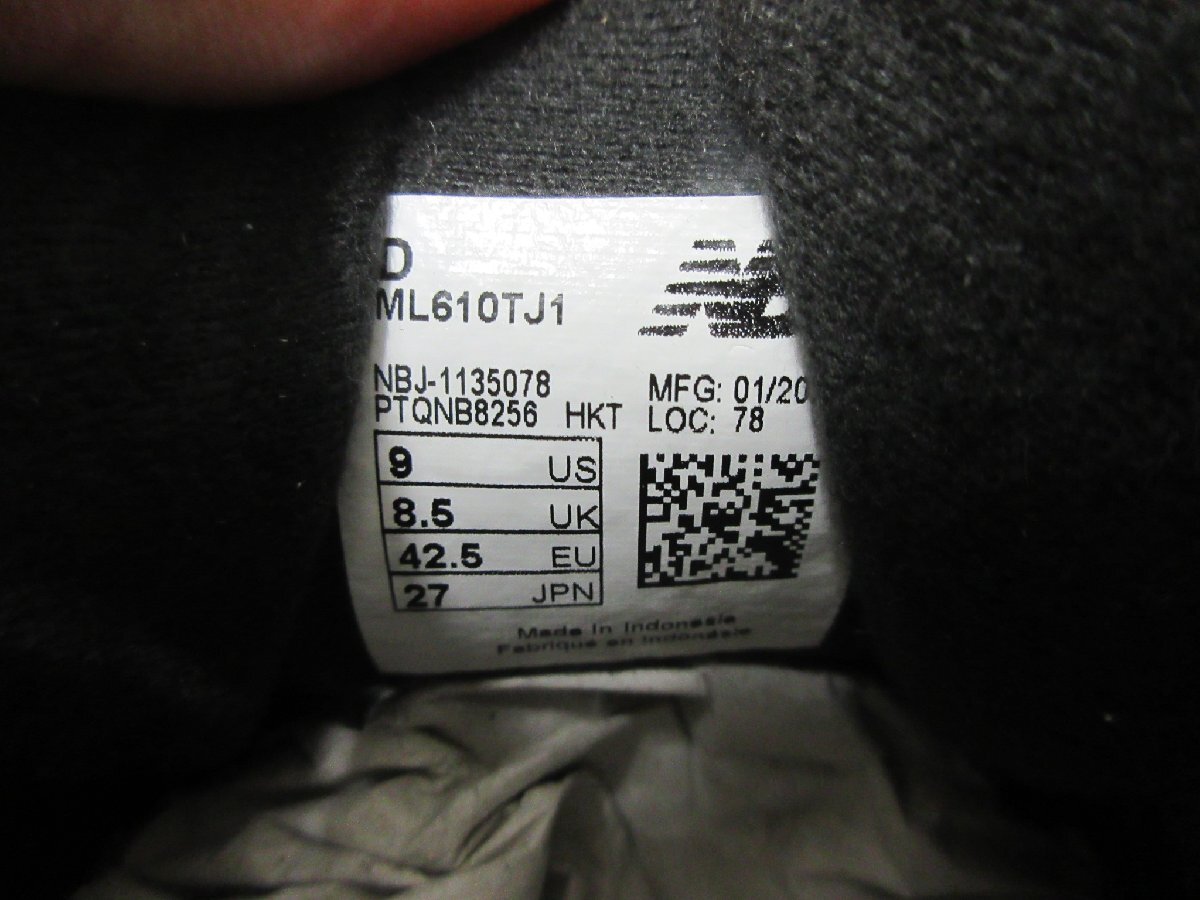 D
ML610TJ1
NBJ-1135078
PTQNB8256 HKT
MFG: 01/20
LOC: 78
9 US
8.5 UK
42.5 EU
27 JPN
Made in Indonesia
Fabrique en Indonésie